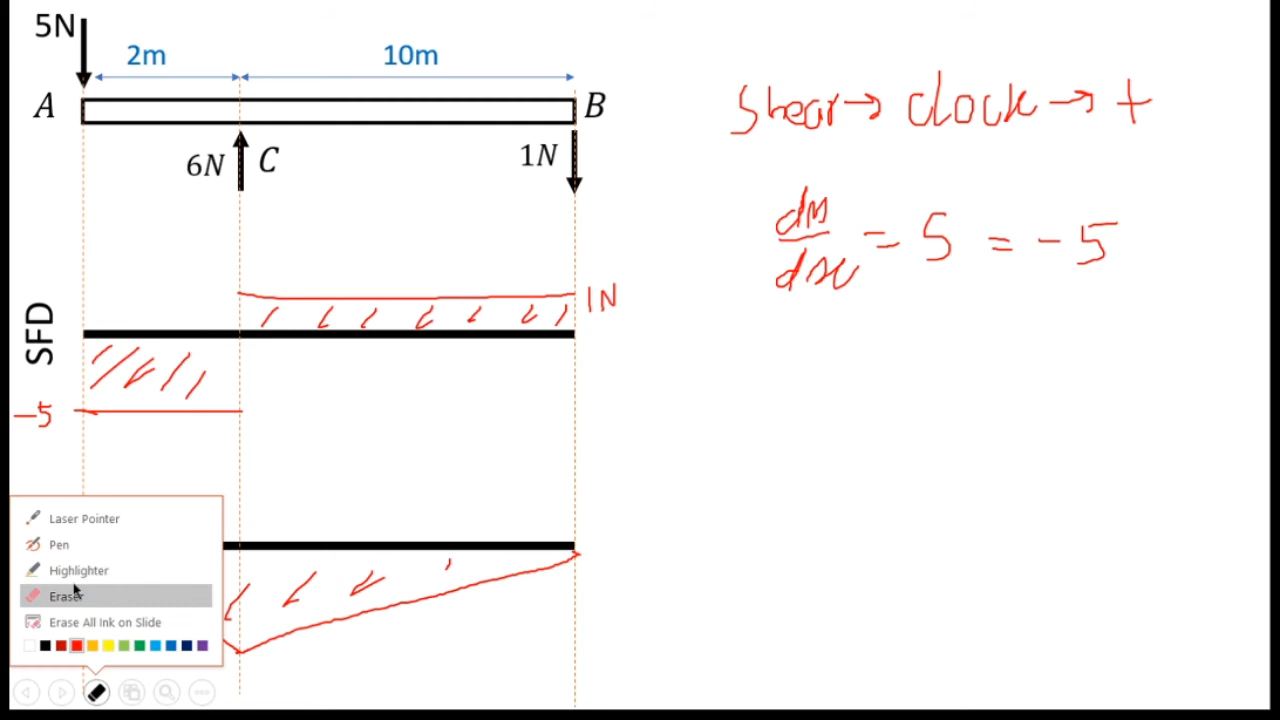 5N
2m
10m
A
B
6N
C
1N
shear → clock → +
dM/dx = 5 = -5
1N
SFD
-5
Laser Pointer
Pen
Highlighter
Eraser
Erase All Ink on Slide